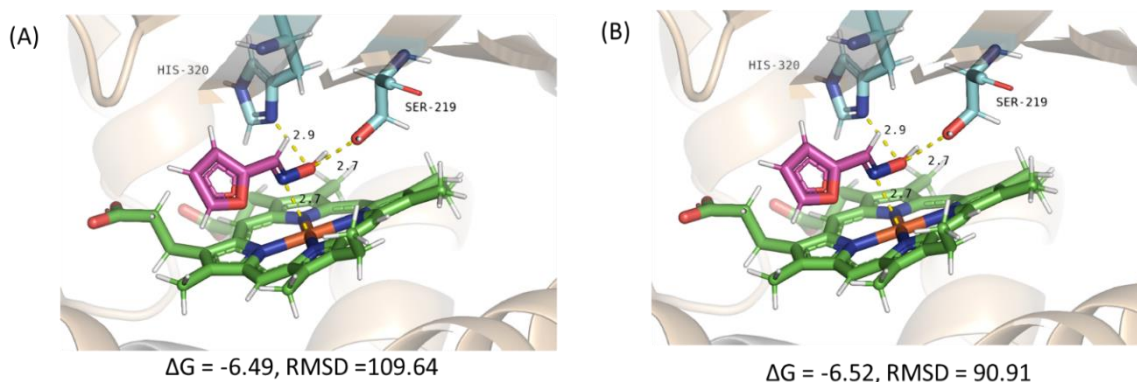 (A)
HIS-320
SER-219
2.9
2.7
2.7
ΔG = -6.49, RMSD =109.64
(B)
HIS-320
SER-219
2.9
2.7
2.7
ΔG = -6.52, RMSD = 90.91